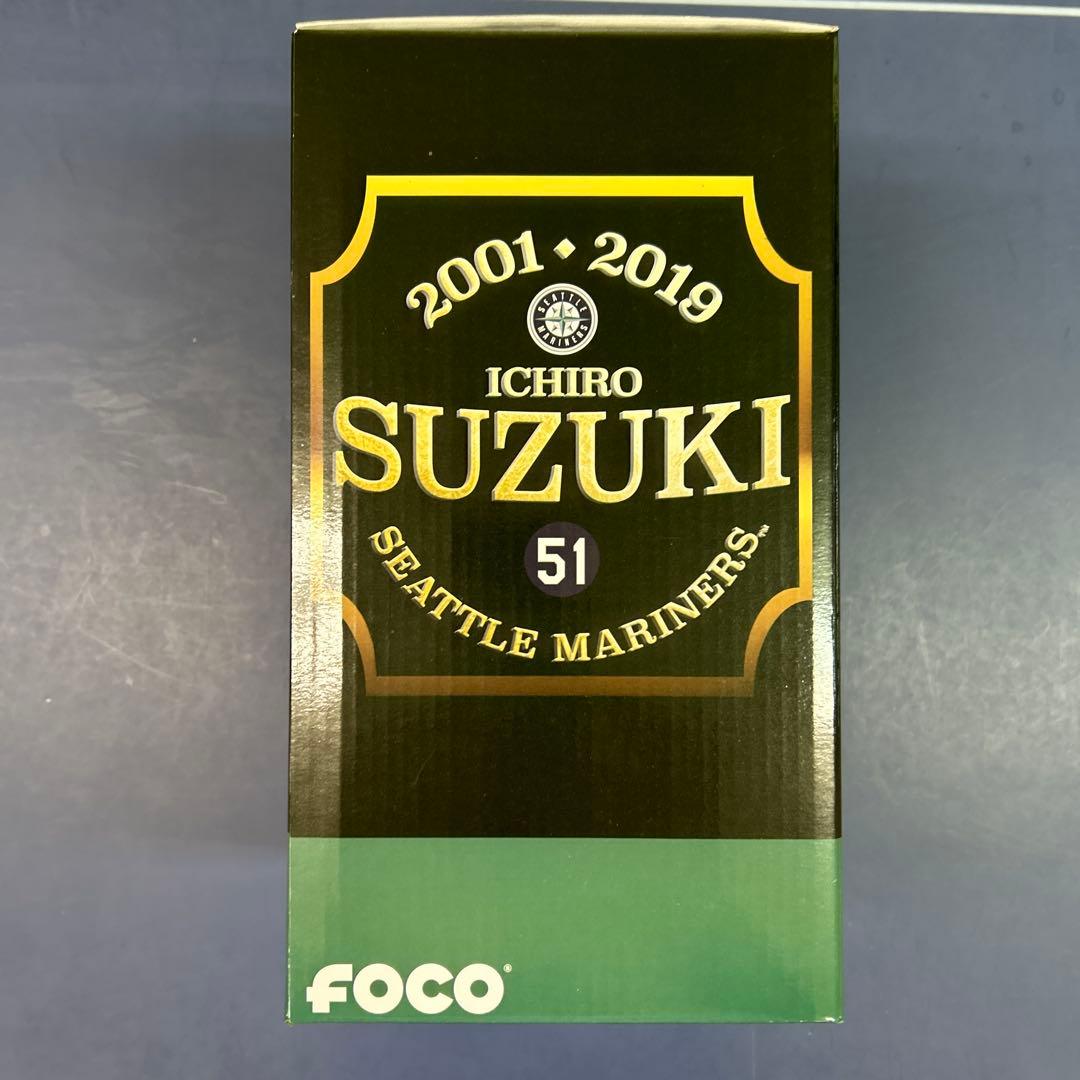 2001 • 2019
SEATTLE
MARINERS
ICHIRO
SUZUKI
51
SEATTLE MARINERS™
FOCO®